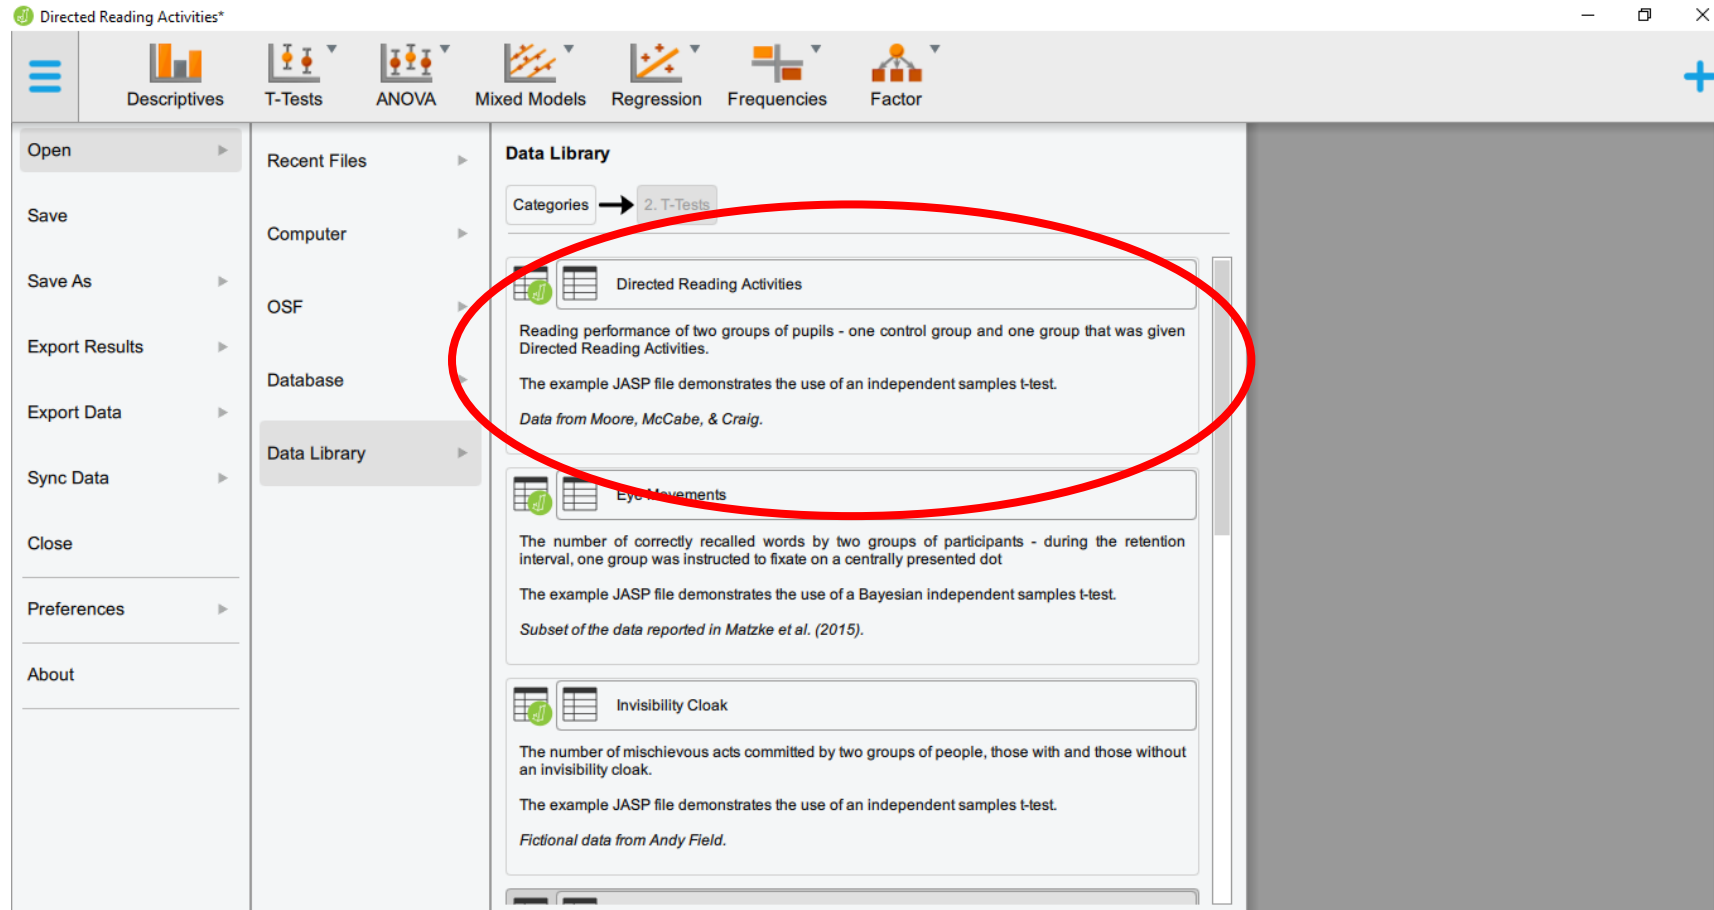 Directed Reading Activities*
Descriptives
T-Tests
ANOVA
Mixed Models
Regression
Frequencies
Factor
Open
Save
Save As
Export Results
Export Data
Sync Data
Close
Preferences
About
Recent Files
Computer
OSF
Database
Data Library
Data Library
Categories
2. T-Tests
Directed Reading Activities
Reading performance of two groups of pupils - one control group and one group that was given
Directed Reading Activities.
The example JASP file demonstrates the use of an independent samples t-test.
Data from Moore, McCabe, & Craig.
Eye Movements
The number of correctly recalled words by two groups of participants - during the retention
interval, one group was instructed to fixate on a centrally presented dot
The example JASP file demonstrates the use of a Bayesian independent samples t-test.
Subset of the data reported in Matzke et al. (2015).
Invisibility Cloak
The number of mischievous acts committed by two groups of people, those with and those without
an invisibility cloak.
The example JASP file demonstrates the use of an independent samples t-test.
Fictional data from Andy Field.